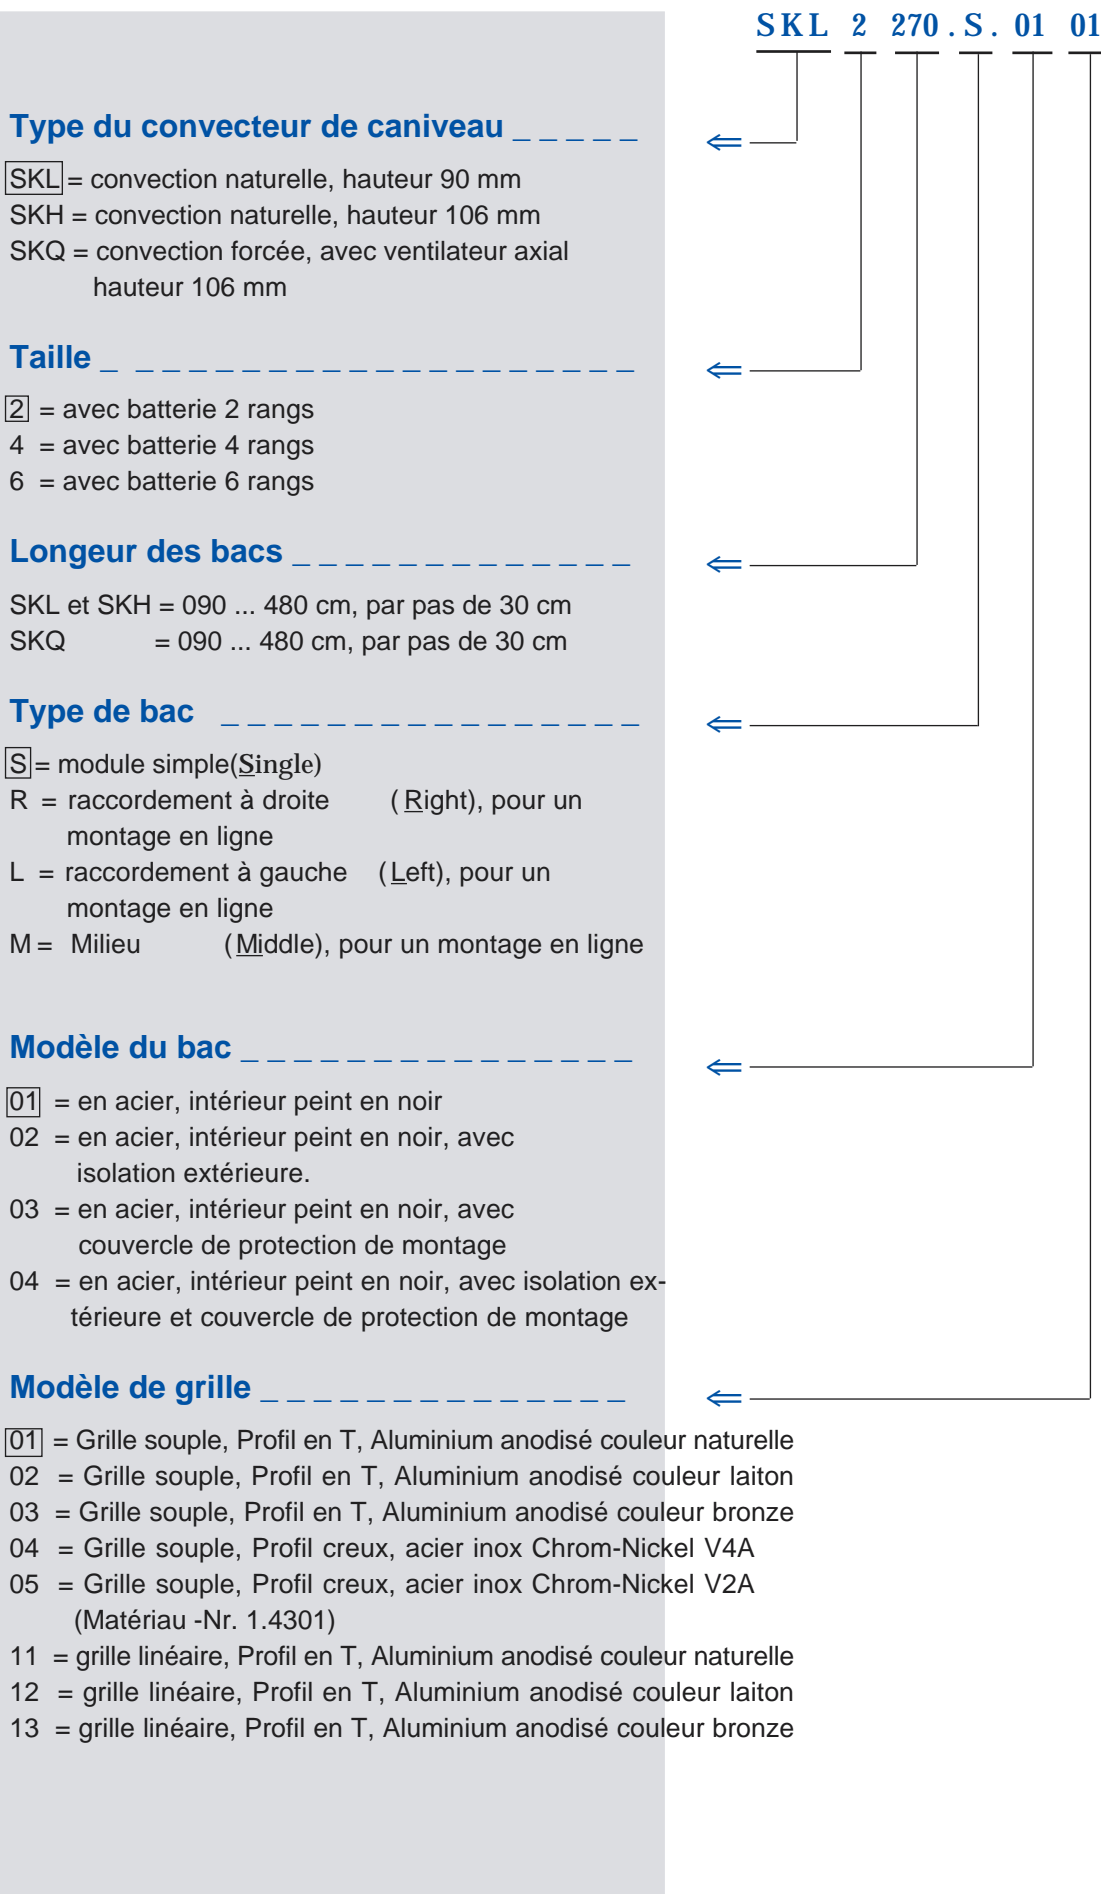 SKL 2 270 . S . 01 01
Type du convecteur de caniveau _ _ _ _ _ ⇐
SKL = convection naturelle, hauteur 90 mm
SKH = convection naturelle, hauteur 106 mm
SKQ = convection forcée, avec ventilateur axial
hauteur 106 mm
Taille _ _ _ _ _ _ _ _ _ _ _ _ _ _ _ _ _ _ _ _ ⇐
2 = avec batterie 2 rangs
4 = avec batterie 4 rangs
6 = avec batterie 6 rangs
Longeur des bacs _ _ _ _ _ _ _ _ _ _ _ _ _ ⇐
SKL et SKH = 090 ... 480 cm, par pas de 30 cm
SKQ = 090 ... 480 cm, par pas de 30 cm
Type de bac _ _ _ _ _ _ _ _ _ _ _ _ _ _ _ _ ⇐
S = module simple(Single)
R = raccordement à droite (Right), pour un
montage en ligne
L = raccordement à gauche (Left), pour un
montage en ligne
M = Milieu (Middle), pour un montage en ligne
Modèle du bac _ _ _ _ _ _ _ _ _ _ _ _ _ _ _ ⇐
01 = en acier, intérieur peint en noir
02 = en acier, intérieur peint en noir, avec
isolation extérieure.
03 = en acier, intérieur peint en noir, avec
couvercle de protection de montage
04 = en acier, intérieur peint en noir, avec isolation ex-
térieure et couvercle de protection de montage
Modèle de grille _ _ _ _ _ _ _ _ _ _ _ _ _ _ ⇐
01 = Grille souple, Profil en T, Aluminium anodisé couleur naturelle
02 = Grille souple, Profil en T, Aluminium anodisé couleur laiton
03 = Grille souple, Profil en T, Aluminium anodisé couleur bronze
04 = Grille souple, Profil creux, acier inox Chrom-Nickel V4A
05 = Grille souple, Profil creux, acier inox Chrom-Nickel V2A
(Matériau -Nr. 1.4301)
11 = grille linéaire, Profil en T, Aluminium anodisé couleur naturelle
12 = grille linéaire, Profil en T, Aluminium anodisé couleur laiton
13 = grille linéaire, Profil en T, Aluminium anodisé couleur bronze